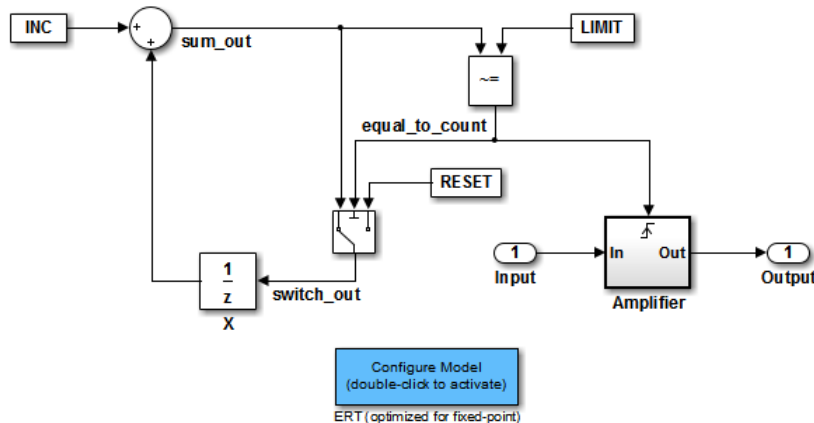 INC
+
+
sum_out
LIMIT
~=
equal_to_count
RESET
1
z
X
switch_out
1
Input
In Out
Amplifier
1
Output
Configure Model
(double-click to activate)
ERT (optimized for fixed-point)